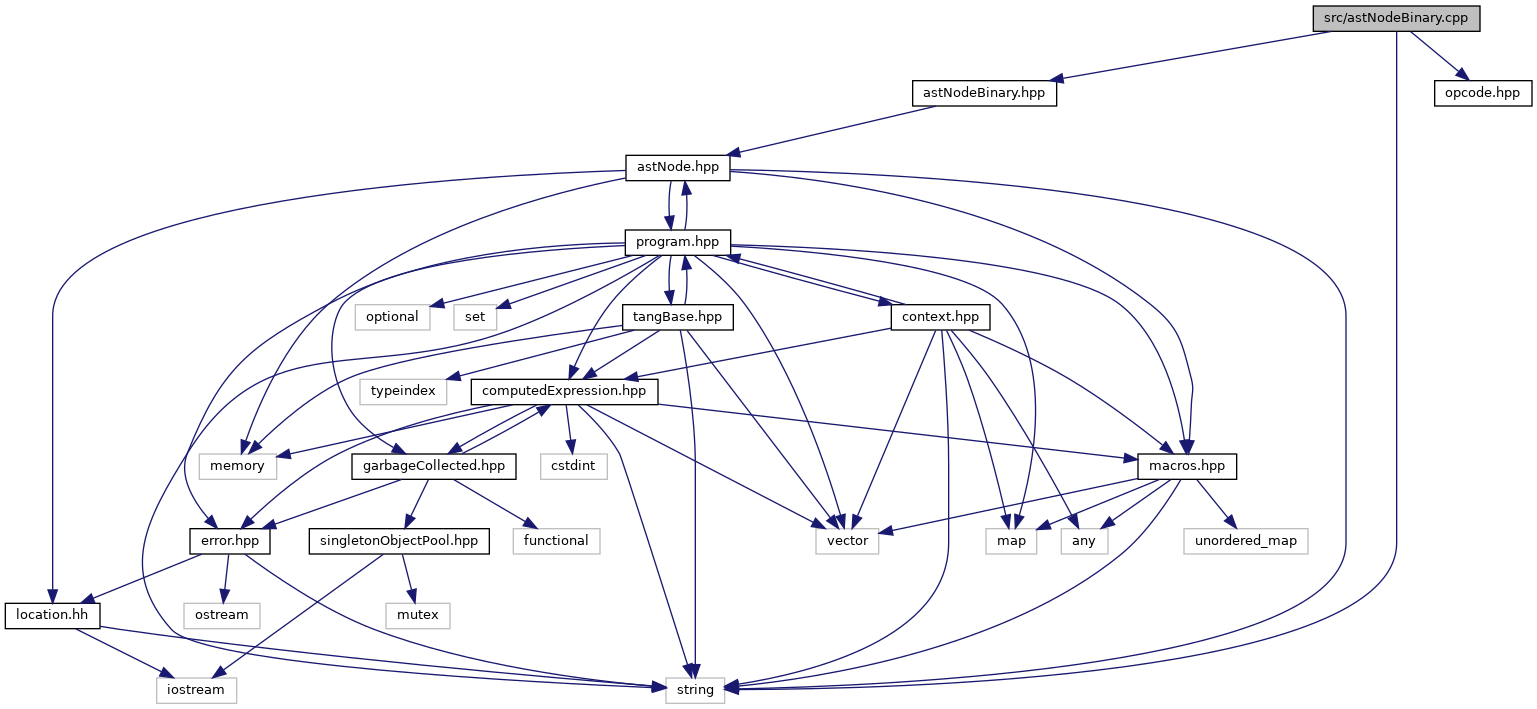 src/astNodeBinary.cpp
astNodeBinary.hpp
opcode.hpp
astNode.hpp
program.hpp
optional
set
tangBase.hpp
context.hpp
typeindex
computedExpression.hpp
memory
garbageCollected.hpp
cstdint
macros.hpp
error.hpp
singletonObjectPool.hpp
functional
vector
map
any
unordered_map
location.hh
ostream
mutex
iostream
string